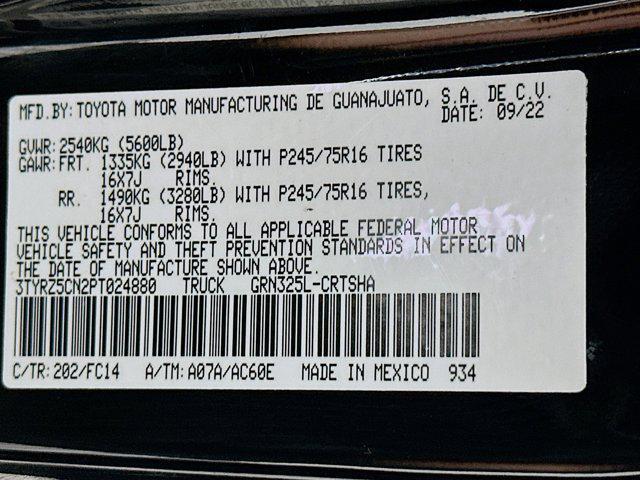 MFD.BY: TOYOTA MOTOR MANUFACTURING DE GUANAJUATO, S.A. DE C.V.
DATE: 09/22
GVWR: 2540KG (5600LB)
GAWR: FRT. 1335KG (2940LB) WITH P245/75R16 TIRES
16X7J RIMS.
RR. 1490KG (3280LB) WITH P245/75R16 TIRES,
16X7J RIMS.
THIS VEHICLE CONFORMS TO ALL APPLICABLE FEDERAL MOTOR
VEHICLE SAFETY AND THEFT PREVENTION STANDARDS IN EFFECT ON
THE DATE OF MANUFACTURE SHOWN ABOVE.
3TYRZ5CN2PT024880 TRUCK GRN325L-CRTSHA
C/TR: 202/FC14 A/TM: A07A/AC60E MADE IN MEXICO 934